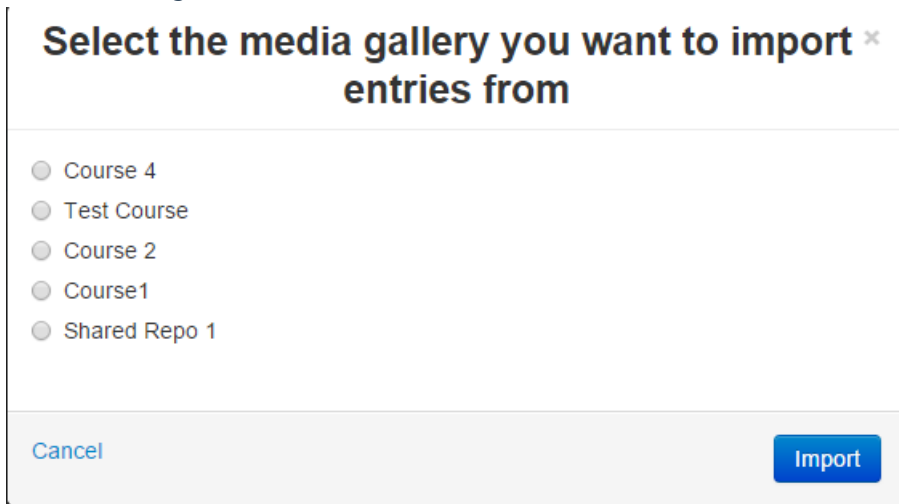 Select the media gallery you want to import ×
entries from
Course 4
Test Course
Course 2
Course1
Shared Repo 1
Cancel
Import